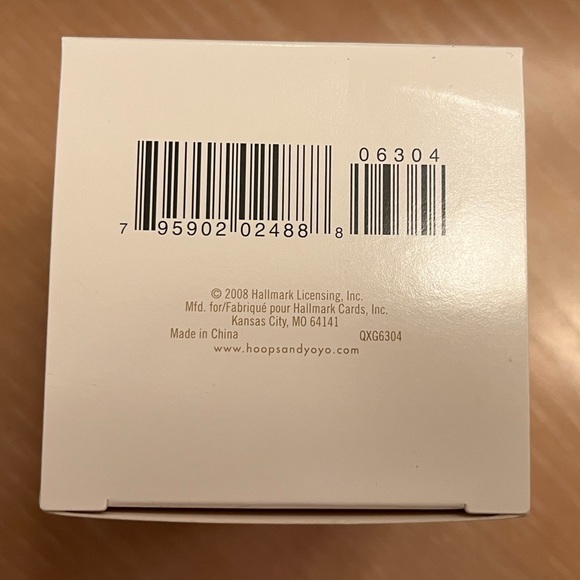 06304
7 95902 02488 8
© 2008 Hallmark Licensing, Inc.
Mfd. for/Fabriqué pour Hallmark Cards, Inc.
Kansas City, MO 64141
Made in China QXG6304
www.hoopsandyoyo.com